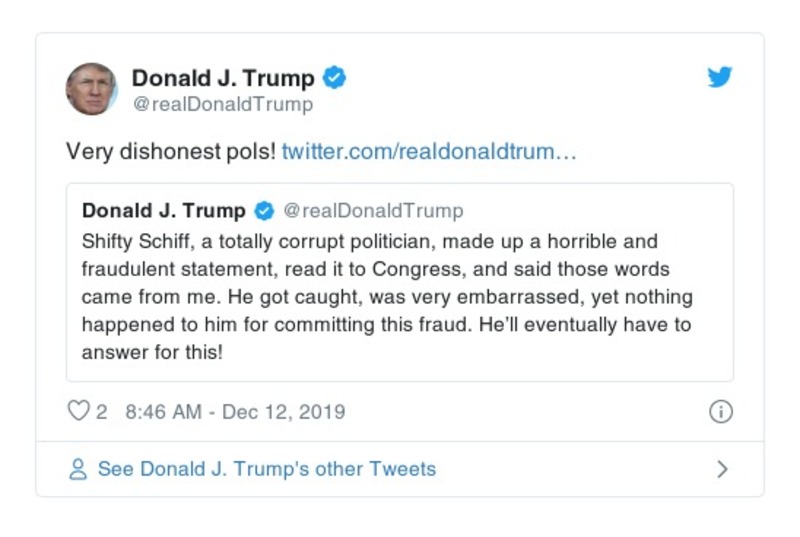 Donald J. Trump
@realDonaldTrump
Very dishonest pols! twitter.com/realdonaldtrum…
Donald J. Trump @realDonaldTrump
Shifty Schiff, a totally corrupt politician, made up a horrible and
fraudulent statement, read it to Congress, and said those words
came from me. He got caught, was very embarrassed, yet nothing
happened to him for committing this fraud. He’ll eventually have to
answer for this!
2 8:46 AM - Dec 12, 2019
See Donald J. Trump's other Tweets